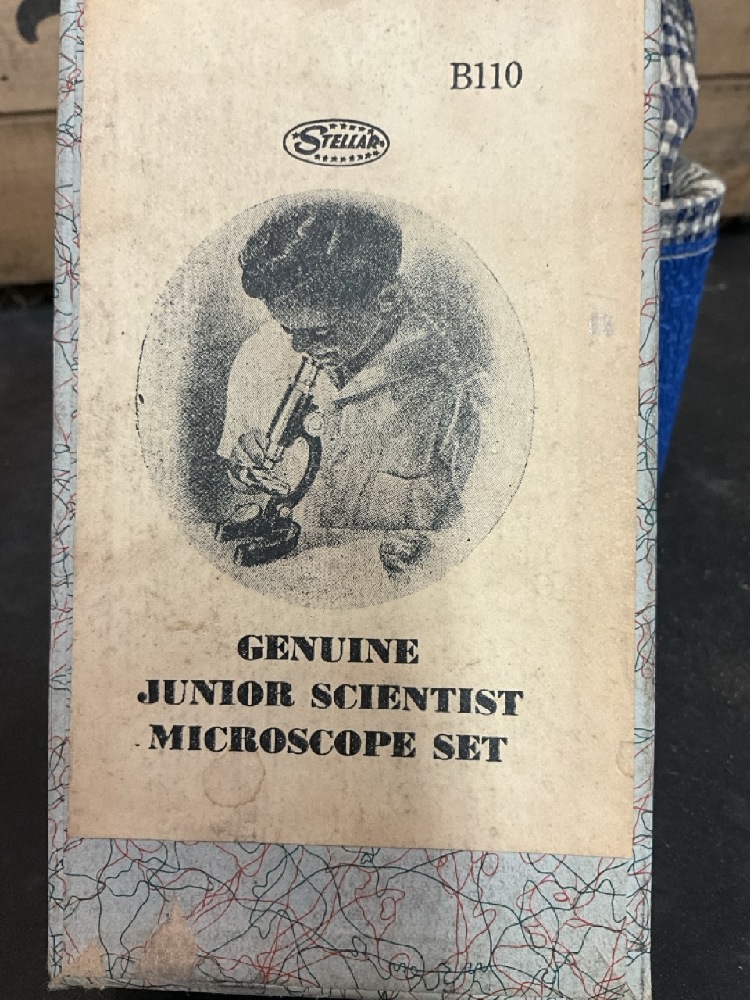 B110
STELLAR
GENUINE
JUNIOR SCIENTIST
MICROSCOPE SET